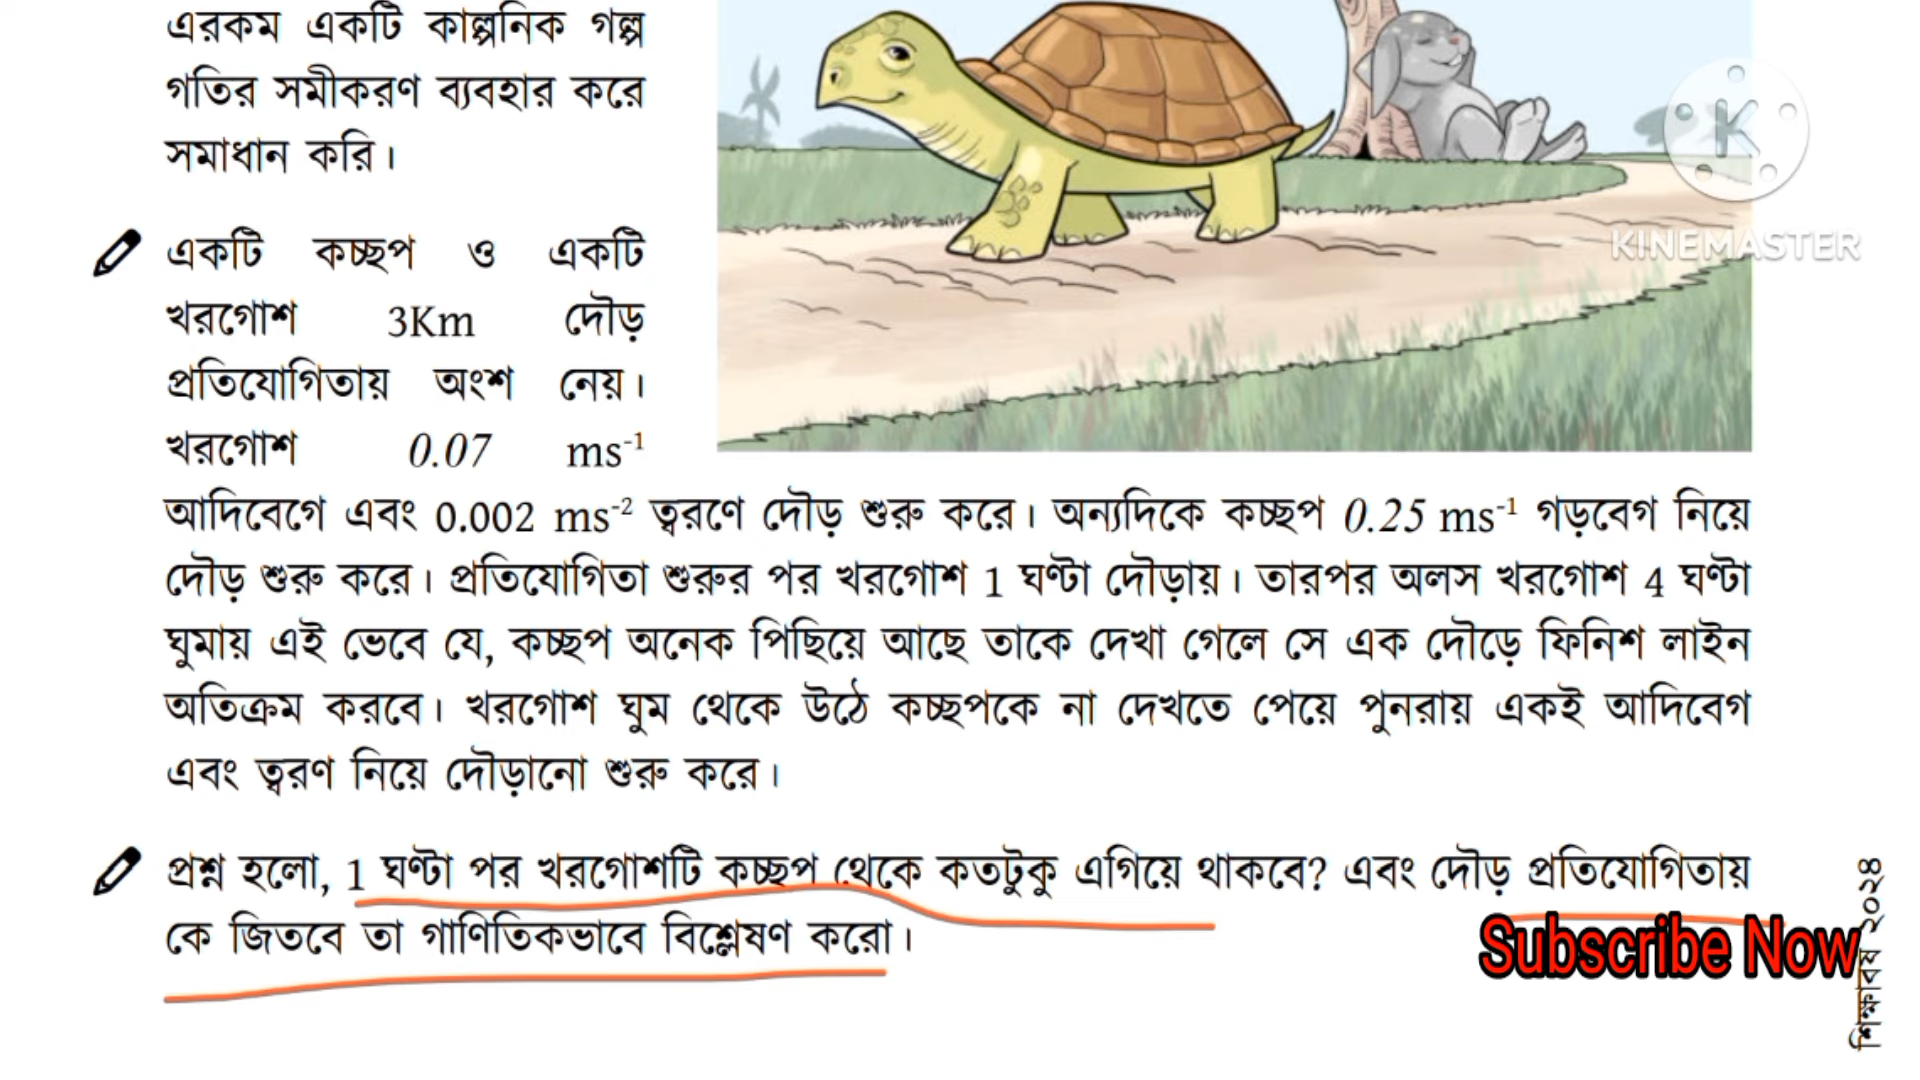 এরকম একটি কাল্পনিক গল্প
গতির সমীকরণ ব্যবহার করে
সমাধান করি।
K
KINEMASTER
একটি কচ্ছপ ও একটি
খরগোশ 3Km দৌড়
প্রতিযোগিতায় অংশ নেয়।
খরগোশ 0.07 ms⁻¹
আদিবেগে এবং 0.002 ms⁻² ত্বরণে দৌড় শুরু করে। অন্যদিকে কচ্ছপ 0.25 ms⁻¹ গড়বেগ নিয়ে
দৌড় শুরু করে। প্রতিযোগিতা শুরুর পর খরগোশ 1 ঘণ্টা দৌড়ায়। তারপর অলস খরগোশ 4 ঘণ্টা
ঘুমায় এই ভেবে যে, কচ্ছপ অনেক পিছিয়ে আছে তাকে দেখা গেলে সে এক দৌড়ে ফিনিশ লাইন
অতিক্রম করবে। খরগোশ ঘুম থেকে উঠে কচ্ছপকে না দেখতে পেয়ে পুনরায় একই আদিবেগ
এবং ত্বরণ নিয়ে দৌড়ানো শুরু করে।
প্রশ্ন হলো, 1 ঘণ্টা পর খরগোশটি কচ্ছপ থেকে কতটুকু এগিয়ে থাকবে? এবং দৌড় প্রতিযোগিতায়
কে জিতবে তা গাণিতিকভাবে বিশ্লেষণ করো।
Subscribe Now
শিক্ষাবর্ষ ২০২৪